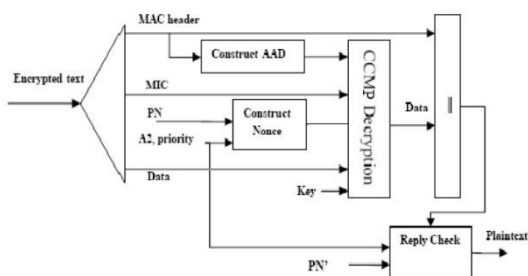 MAC header
Construct AAD
Encrypted text
MIC
CCMP Decryption
PN
Construct
Nonce
Data
A2, priority
||
Data
Key
Reply Check
Plaintext
PN'